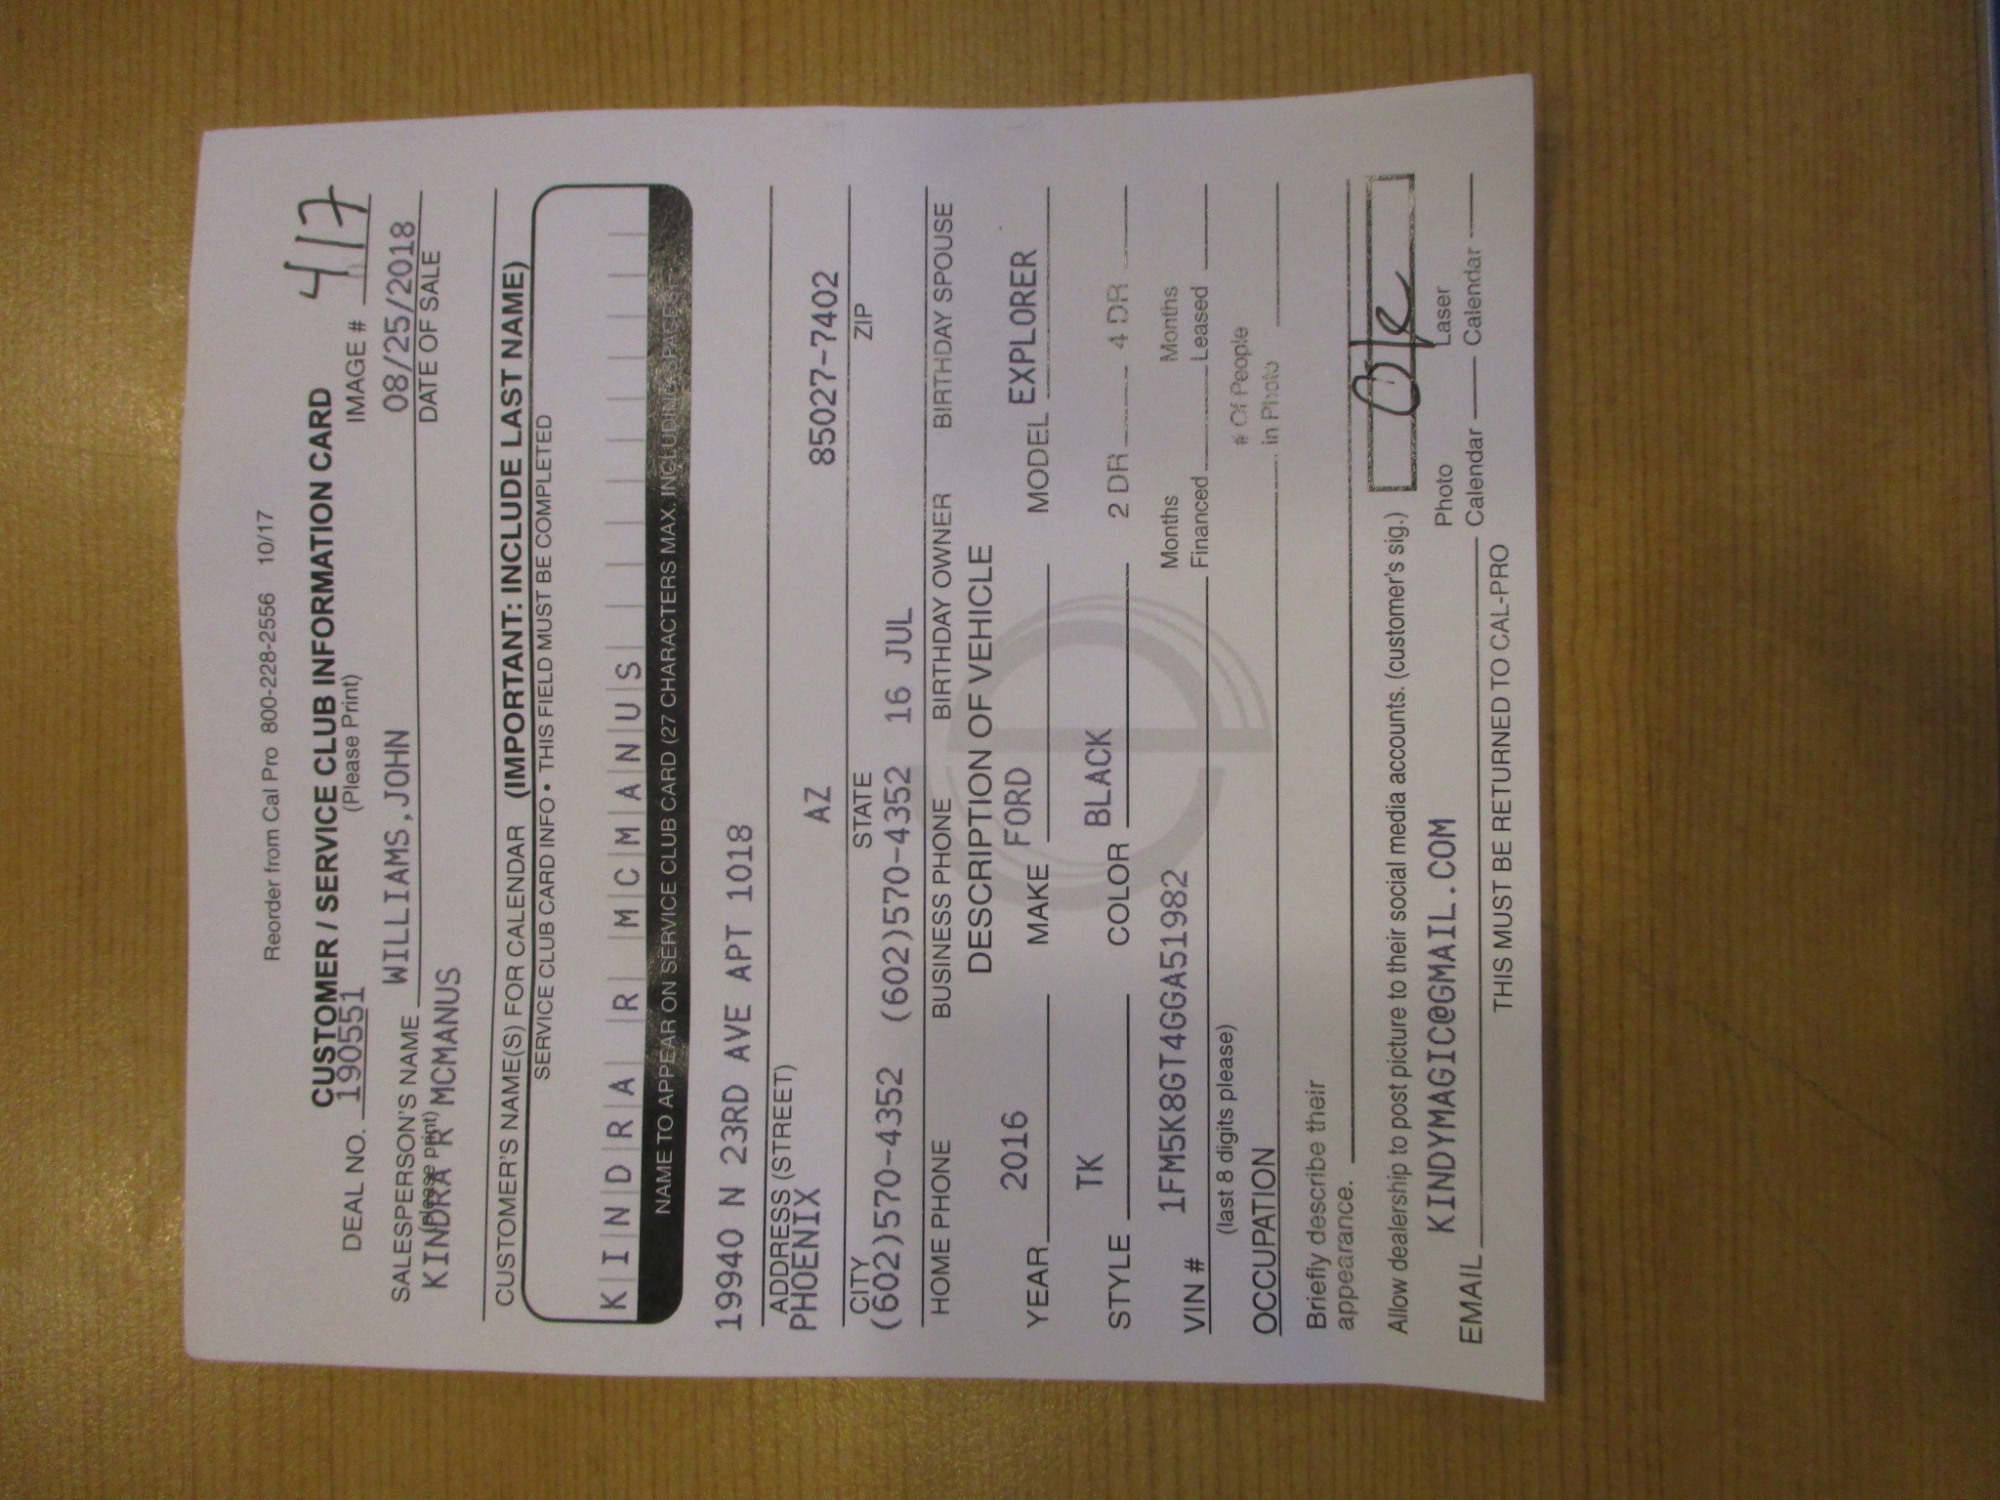 Reorder from Cal Pro 800-228-2556 10/17
CUSTOMER / SERVICE CLUB INFORMATION CARD
(Please Print)
DEAL NO. 190551 IMAGE # 417
SALESPERSON'S NAME WILLIAMS,JOHN 08/25/2018
(please print) DATE OF SALE
KINDRA R MCMANUS
CUSTOMER'S NAME(S) FOR CALENDAR (IMPORTANT: INCLUDE LAST NAME)
SERVICE CLUB CARD INFO • THIS FIELD MUST BE COMPLETED
KINDRA R MCMANUS
NAME TO APPEAR ON SERVICE CLUB CARD (27 CHARACTERS MAX. INCLUDING SPACES)
19940 N 23RD AVE APT 1018
ADDRESS (STREET)
PHOENIX AZ 85027-7402
CITY STATE ZIP
(602)570-4352 (602)570-4352 16 JUL
HOME PHONE BUSINESS PHONE BIRTHDAY OWNER BIRTHDAY SPOUSE
DESCRIPTION OF VEHICLE
YEAR 2016 MAKE FORD MODEL EXPLORER
STYLE TK COLOR BLACK 2 DR 4 DR
VIN # 1FM5K8GT4GGA51982 Months Financed Months Leased
(last 8 digits please)
OCCUPATION # Of People in Photo
Briefly describe their
appearance.
Allow dealership to post picture to their social media accounts. (customer's sig.)
EMAIL KINDYMAGIC@GMAIL.COM Photo Calendar Laser Calendar
THIS MUST BE RETURNED TO CAL-PRO